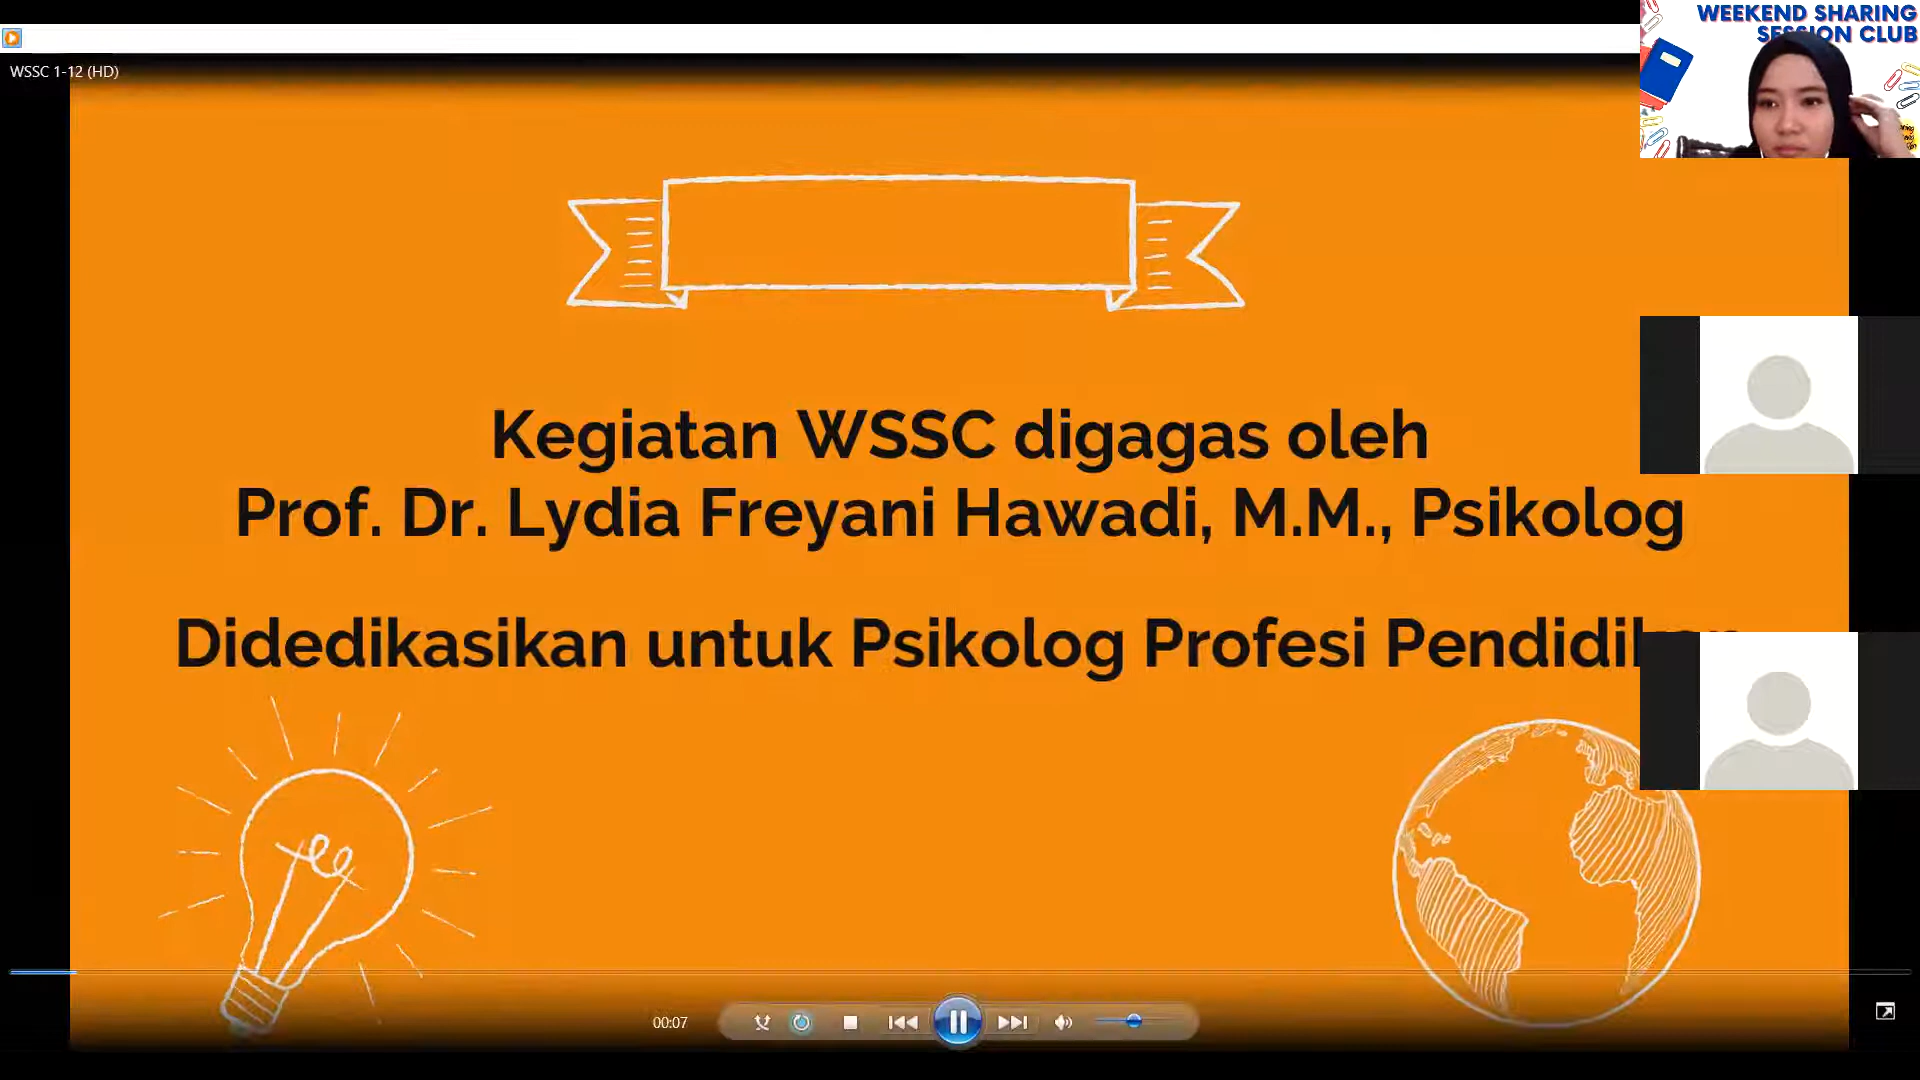 WEEKEND SHARING
SESSION CLUB
WSSC 1-12 (HD)
Kegiatan WSSC digagas oleh
Prof. Dr. Lydia Freyani Hawadi, M.M., Psikolog
Didedikasikan untuk Psikolog Profesi
00:07